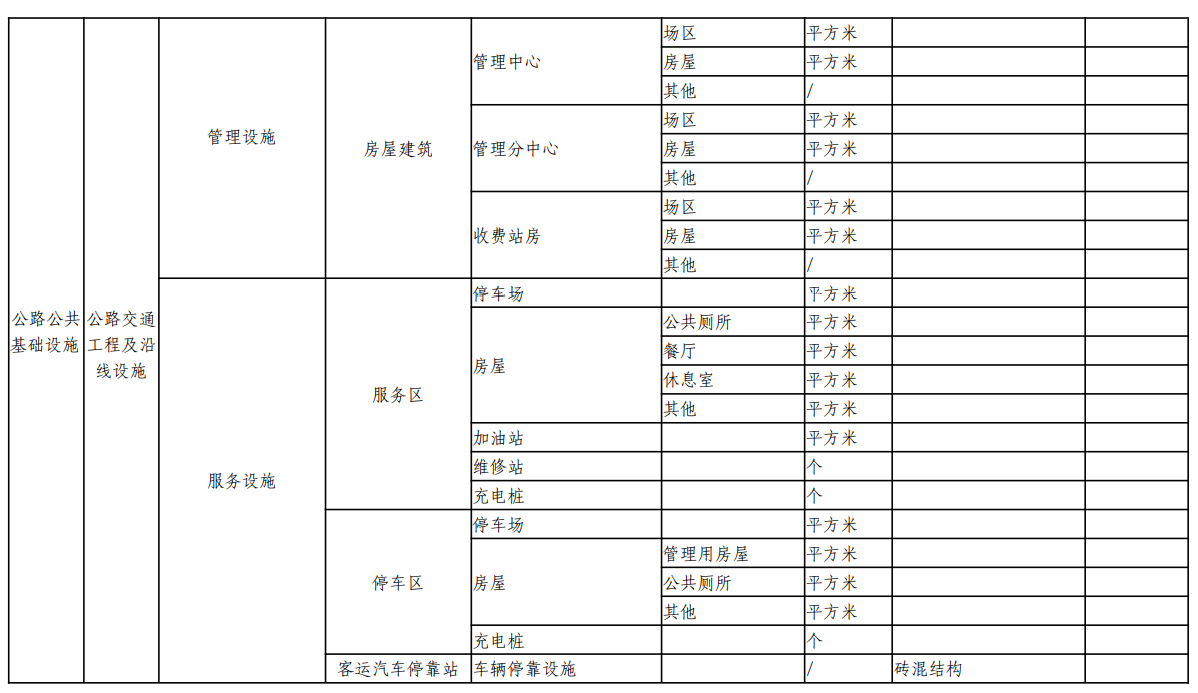 场区 平方米
管理中心 房屋 平方米
其他 /
场区 平方米
管理设施 房屋建筑 管理分中心 房屋 平方米
其他 /
场区 平方米
收费站房 房屋 平方米
其他 /
停车场 平方米
公路公共 公路交通 公共厕所 平方米
基础设施 工程及沿 餐厅 平方米
线设施 房屋 休息室 平方米
服务区 其他 平方米
加油站 平方米
维修站 个
服务设施 充电桩 个
停车场 平方米
管理用房屋 平方米
停车区 房屋 公共厕所 平方米
其他 平方米
充电桩 个
客运汽车停靠站 车辆停靠设施 / 砖混结构